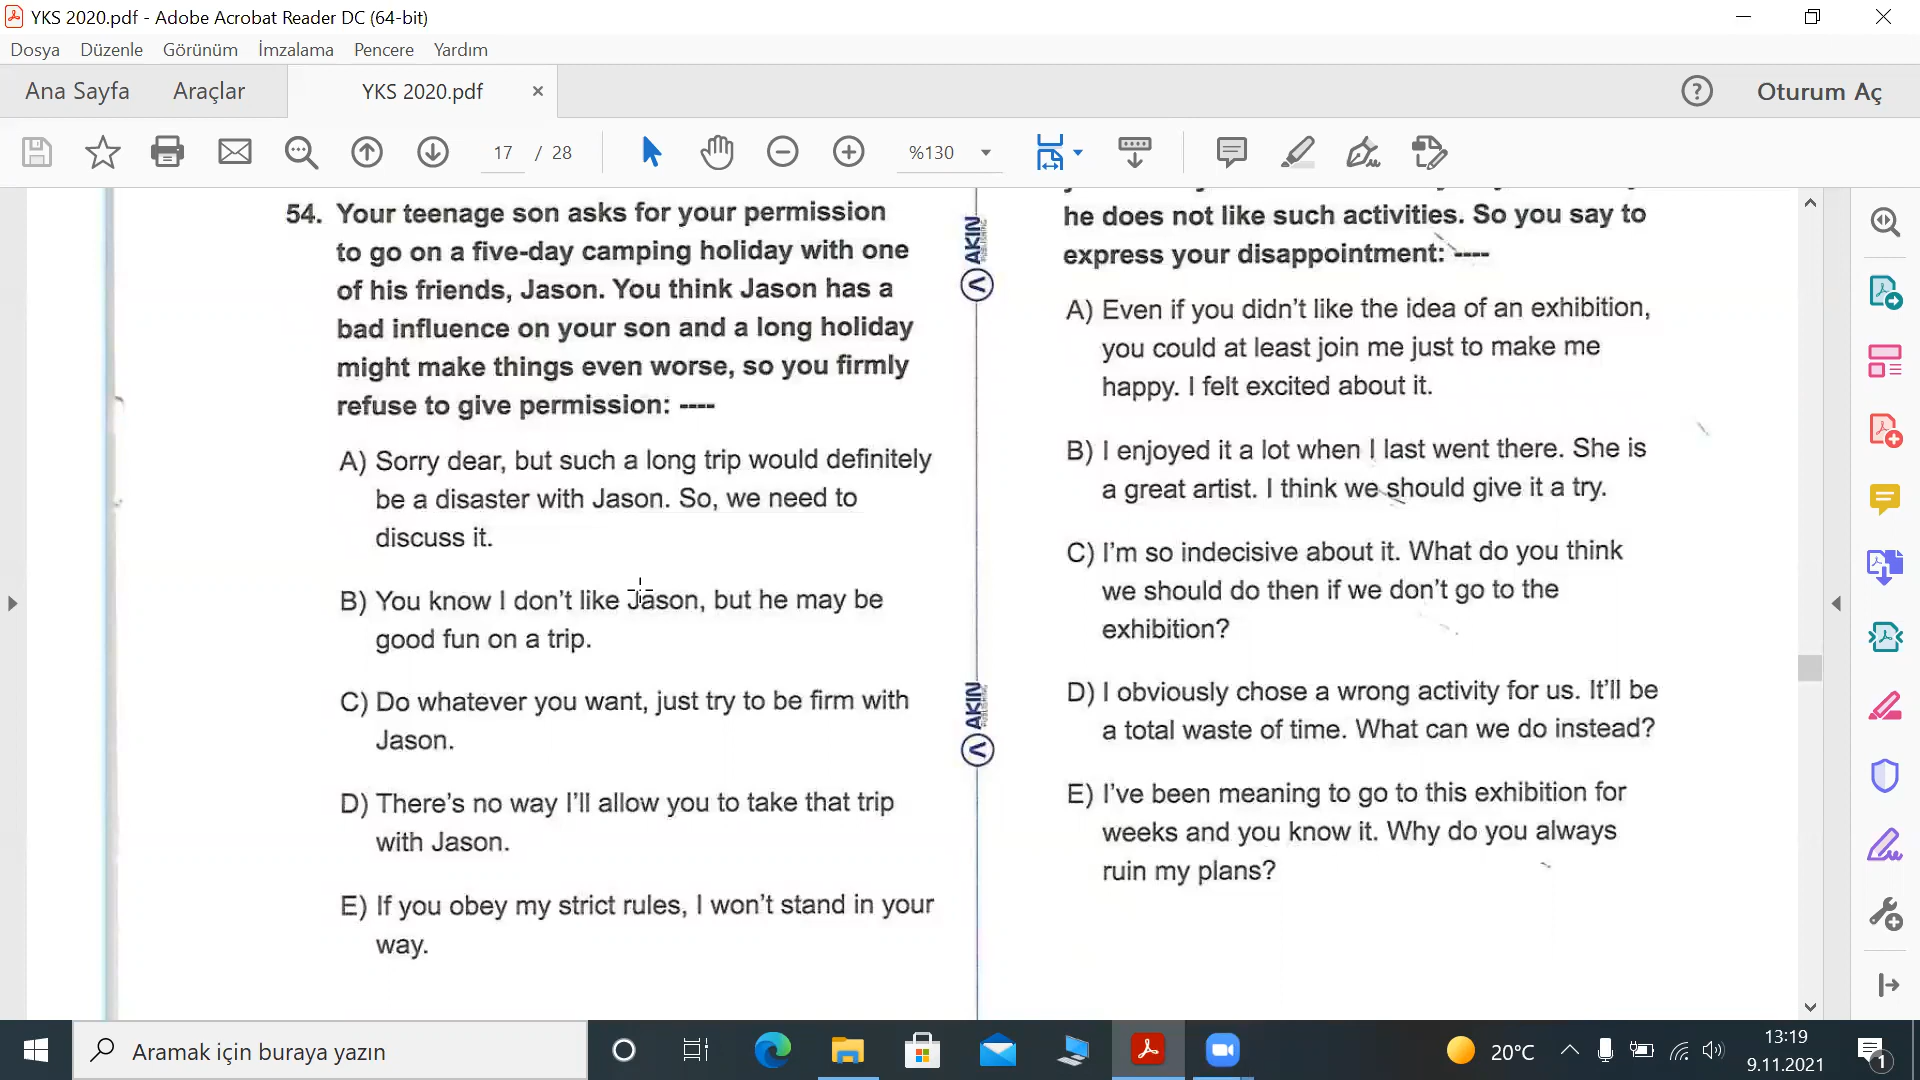 YKS 2020.pdf - Adobe Acrobat Reader DC (64-bit)
Dosya Düzenle Görünüm İmzalama Pencere Yardım
Ana Sayfa Araçlar YKS 2020.pdf × Oturum Aç
17 / 28 %130
54. Your teenage son asks for your permission
to go on a five-day camping holiday with one
of his friends, Jason. You think Jason has a
bad influence on your son and a long holiday
might make things even worse, so you firmly
refuse to give permission: ----
A) Sorry dear, but such a long trip would definitely
be a disaster with Jason. So, we need to
discuss it.
B) You know I don't like Jason, but he may be
good fun on a trip.
C) Do whatever you want, just try to be firm with
Jason.
D) There's no way I'll allow you to take that trip
with Jason.
E) If you obey my strict rules, I won't stand in your
way.
AKIN
PUBLISHING
AKIN
PUBLISHING
he does not like such activities. So you say to
express your disappointment: ----
A) Even if you didn't like the idea of an exhibition,
you could at least join me just to make me
happy. I felt excited about it.
B) I enjoyed it a lot when I last went there. She is
a great artist. I think we should give it a try.
C) I'm so indecisive about it. What do you think
we should do then if we don't go to the
exhibition?
D) I obviously chose a wrong activity for us. It'll be
a total waste of time. What can we do instead?
E) I've been meaning to go to this exhibition for
weeks and you know it. Why do you always
ruin my plans?
Aramak için buraya yazın
20°C
13:19
9.11.2021
1